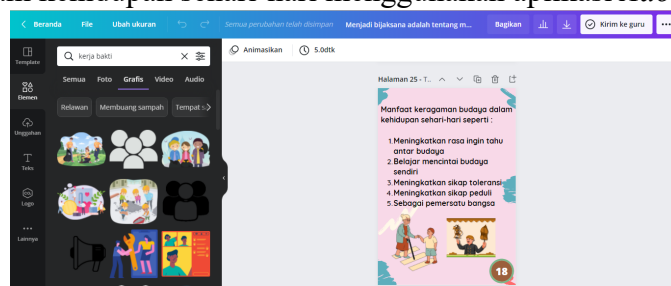 Beranda File Ubah ukuran Semua perubahan telah disimpan Menjadi bijaksana adalah tentang m... Bagikan Kirim ke guru ...
Template
Elemen
Unggahan
Teks
Logo
Lainnya
kerja bakti
Semua Foto Grafis Video Audio
Relawan Membuang sampah Tempat
Animasikan 5.0dtk
Halaman 25 - T..
Manfaat keragaman budaya dalam
kehidupan sehari-hari seperti :
1. Meningkatkan rasa ingin tahu
antar budaya
2. Belajar mencintai budaya
sendiri
3. Meningkatkan sikap toleransi
4. Meningkatkan sikap peduli
5. Sebagai pemersatu bangsa
18